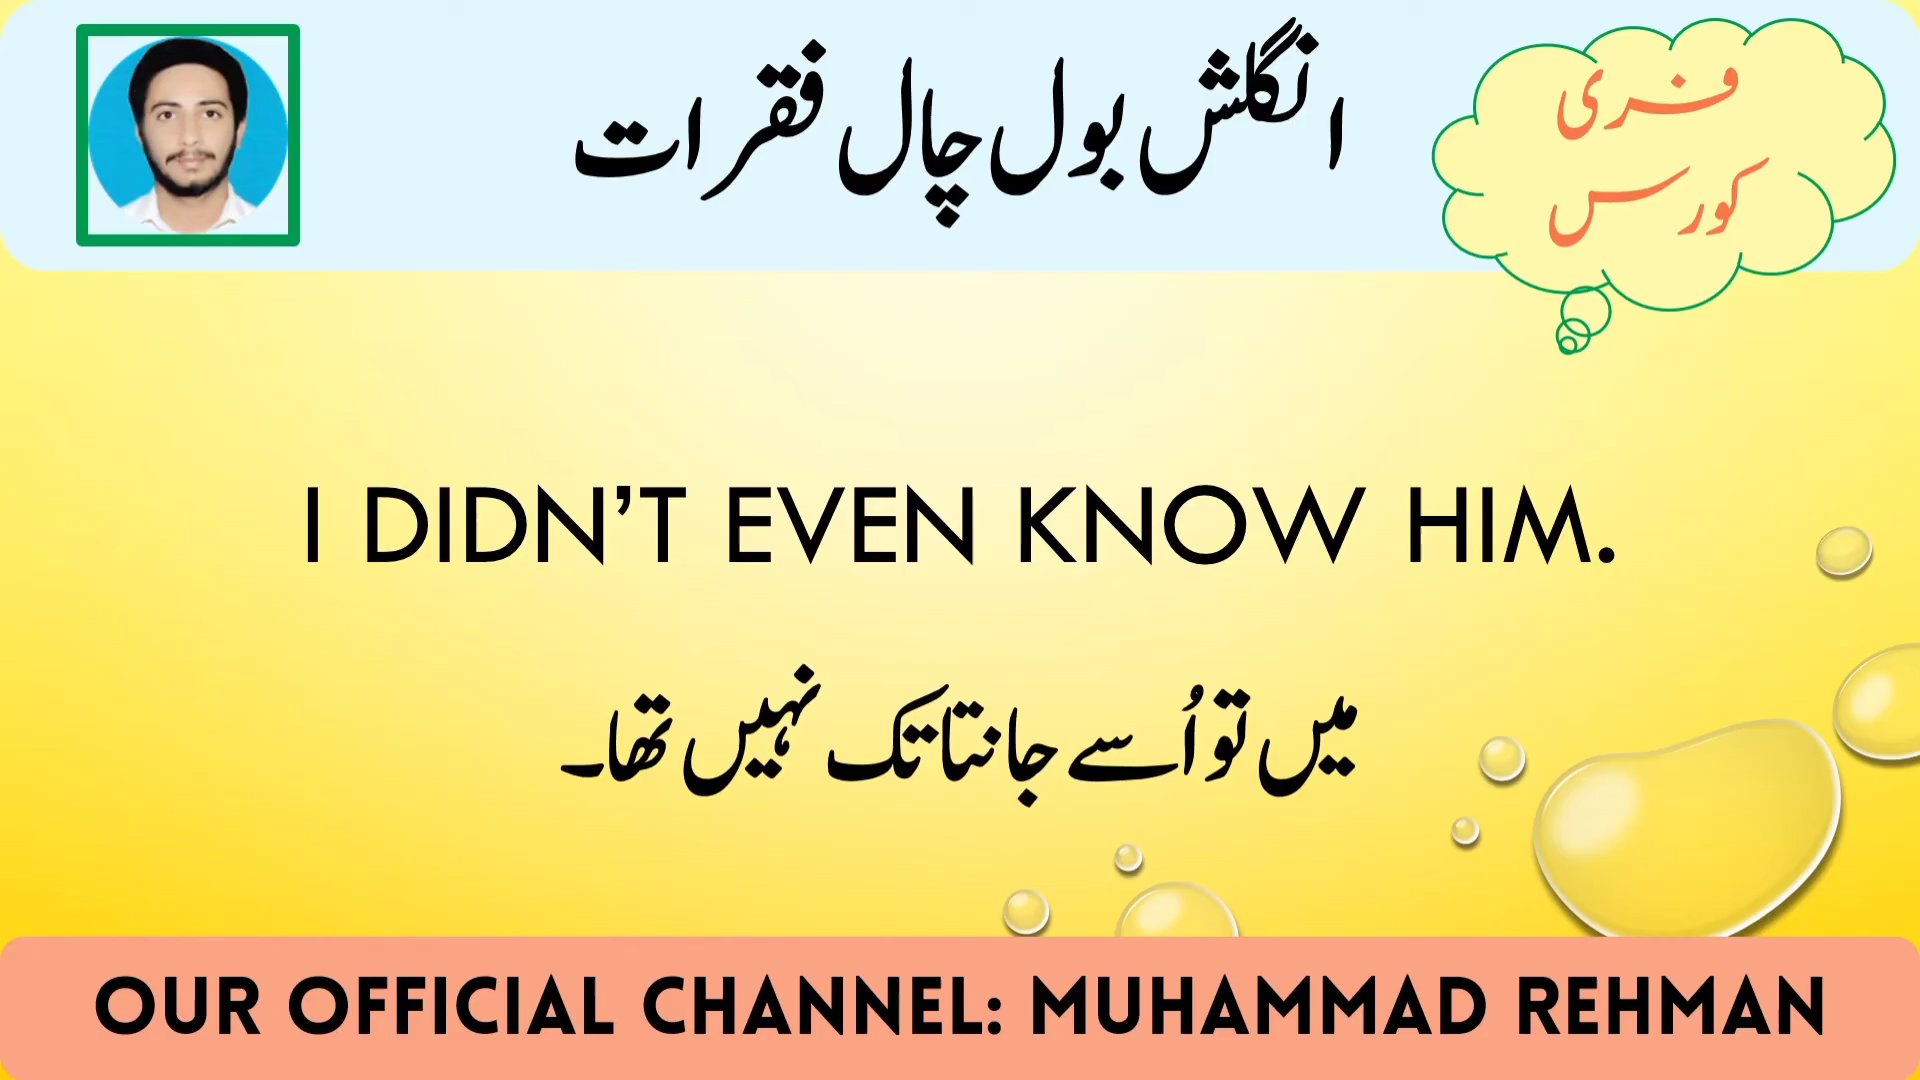 انگلش بول چال فقرات
فری
کورس
I DIDN’T EVEN KNOW HIM.
میں تو اُسے جانتا تک نہیں تھا۔
OUR OFFICIAL CHANNEL: MUHAMMAD REHMAN